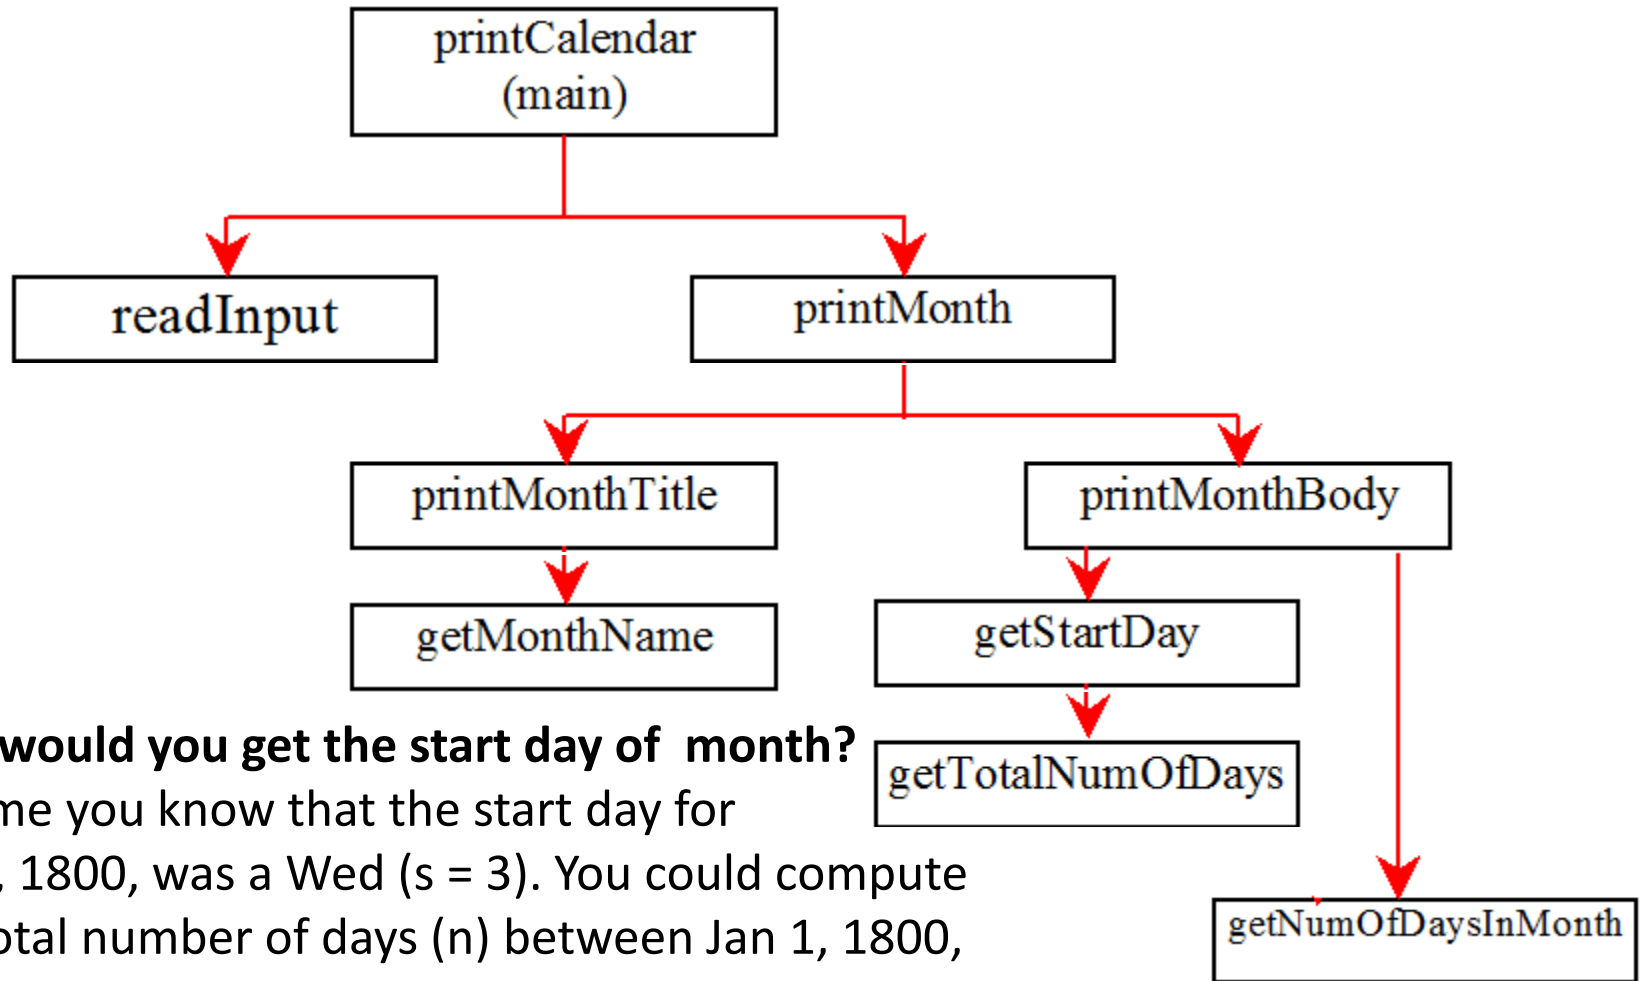 printCalendar
(main)
readInput
printMonth
printMonthTitle
printMonthBody
getMonthName
getStartDay
getTotalNumOfDays
getNumOfDaysInMonth
would you get the start day of month?
me you know that the start day for
, 1800, was a Wed (s = 3). You could compute
otal number of days (n) between Jan 1, 1800,